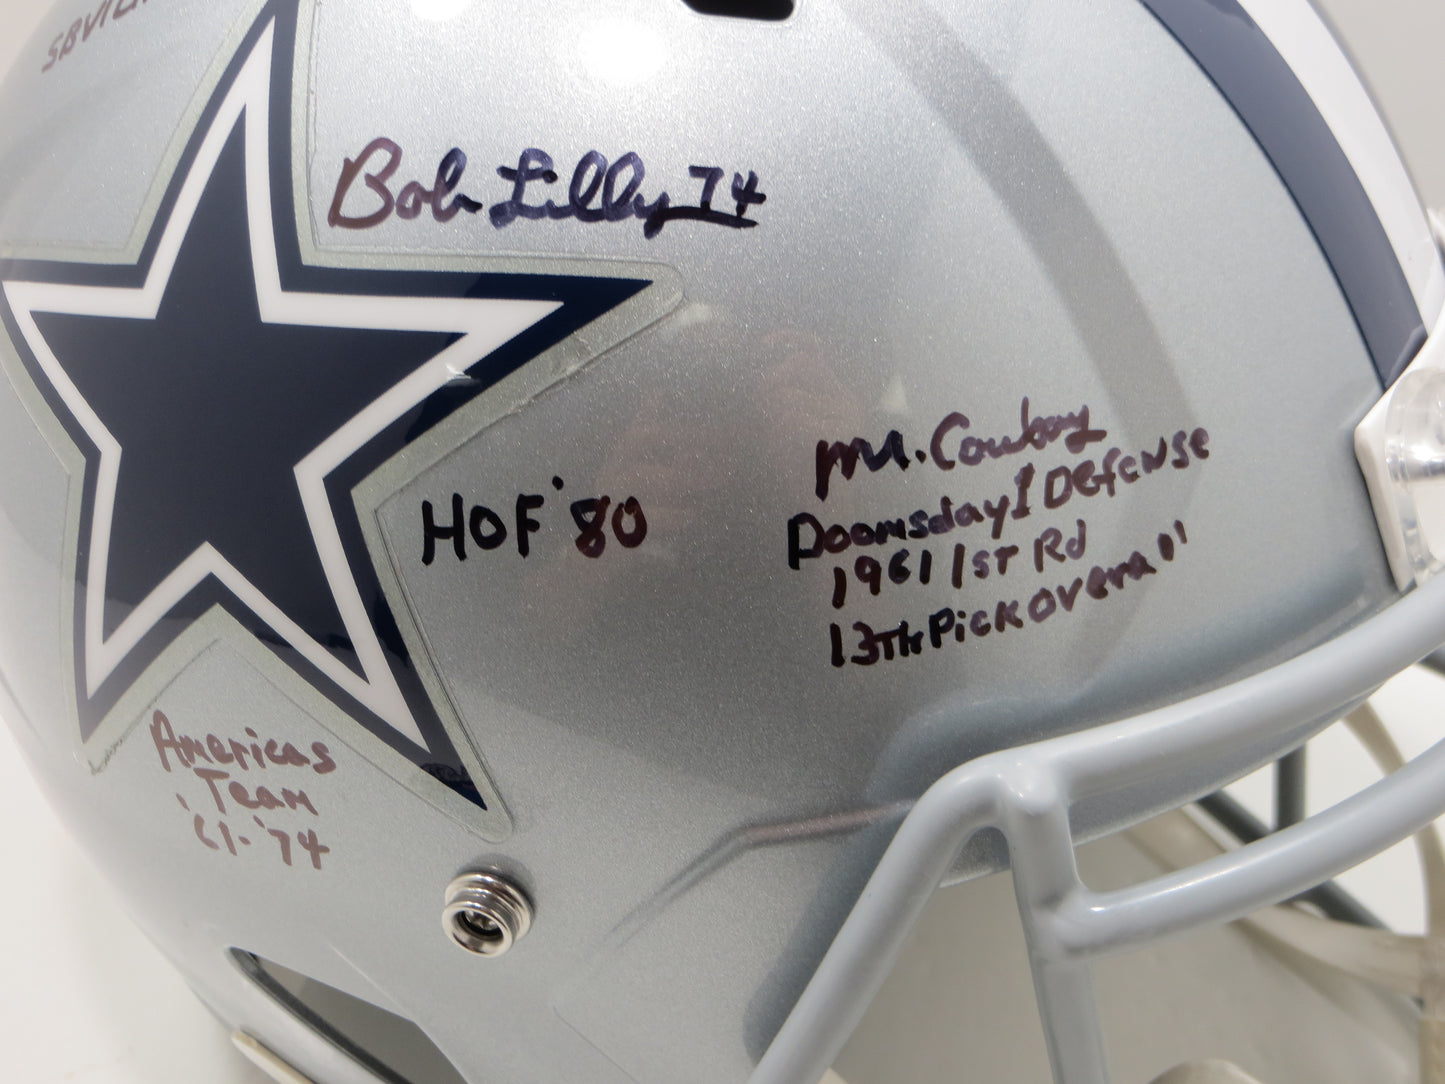 Bob Lilly 74
HOF '80
Mr. Cowboy
Doomsday I Defense
1961 / 1ST Rd
13Th Pick overall
Americas
Team
'61-'74